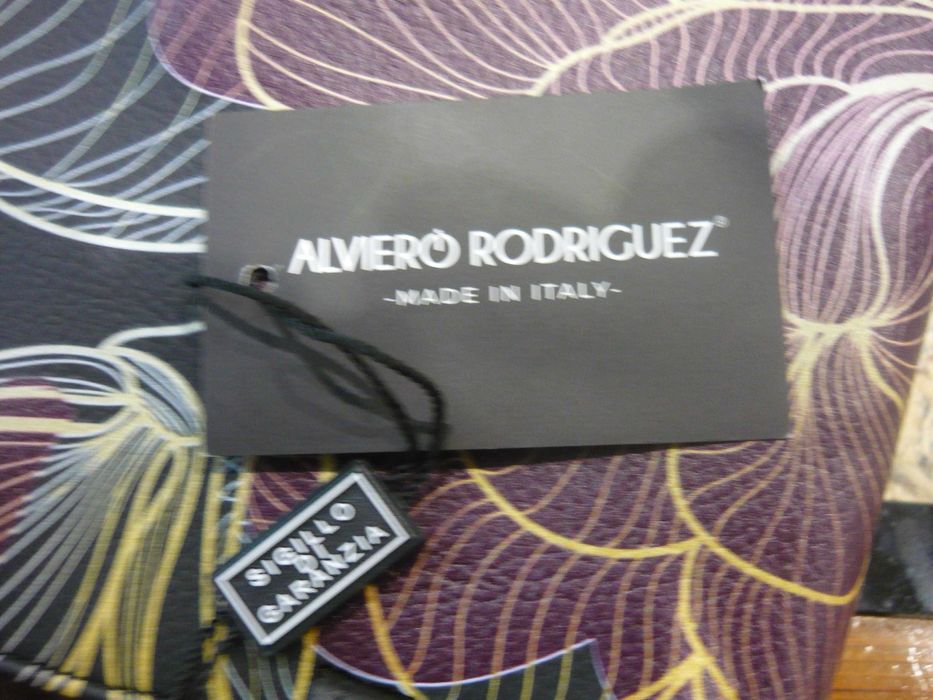 ALVIERÒ RODRIGUEZ®
-MADE IN ITALY-
SIGILLO
DI
GARANZIA